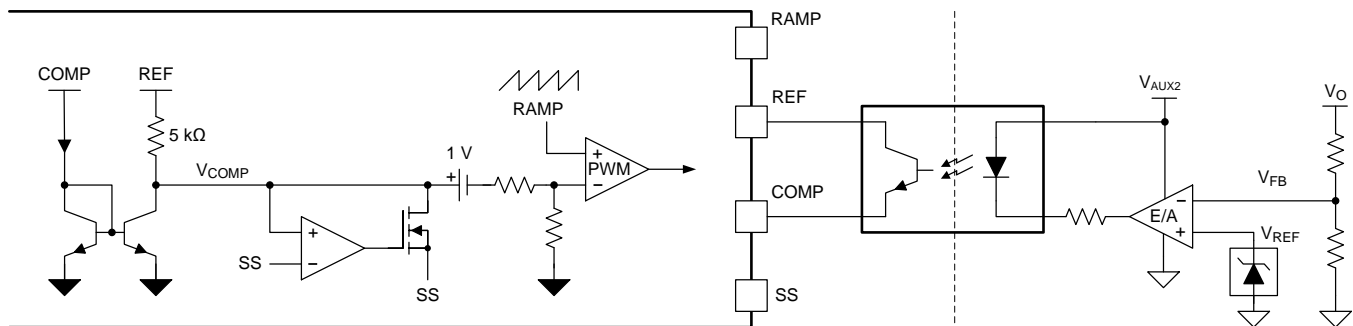 RAMP
COMP
REF
5 kΩ
V_COMP
1 V
RAMP
+
PWM
−
+
−
SS
SS
REF
COMP
SS
V_AUX2
V_O
V_FB
−
E/A
+
V_REF